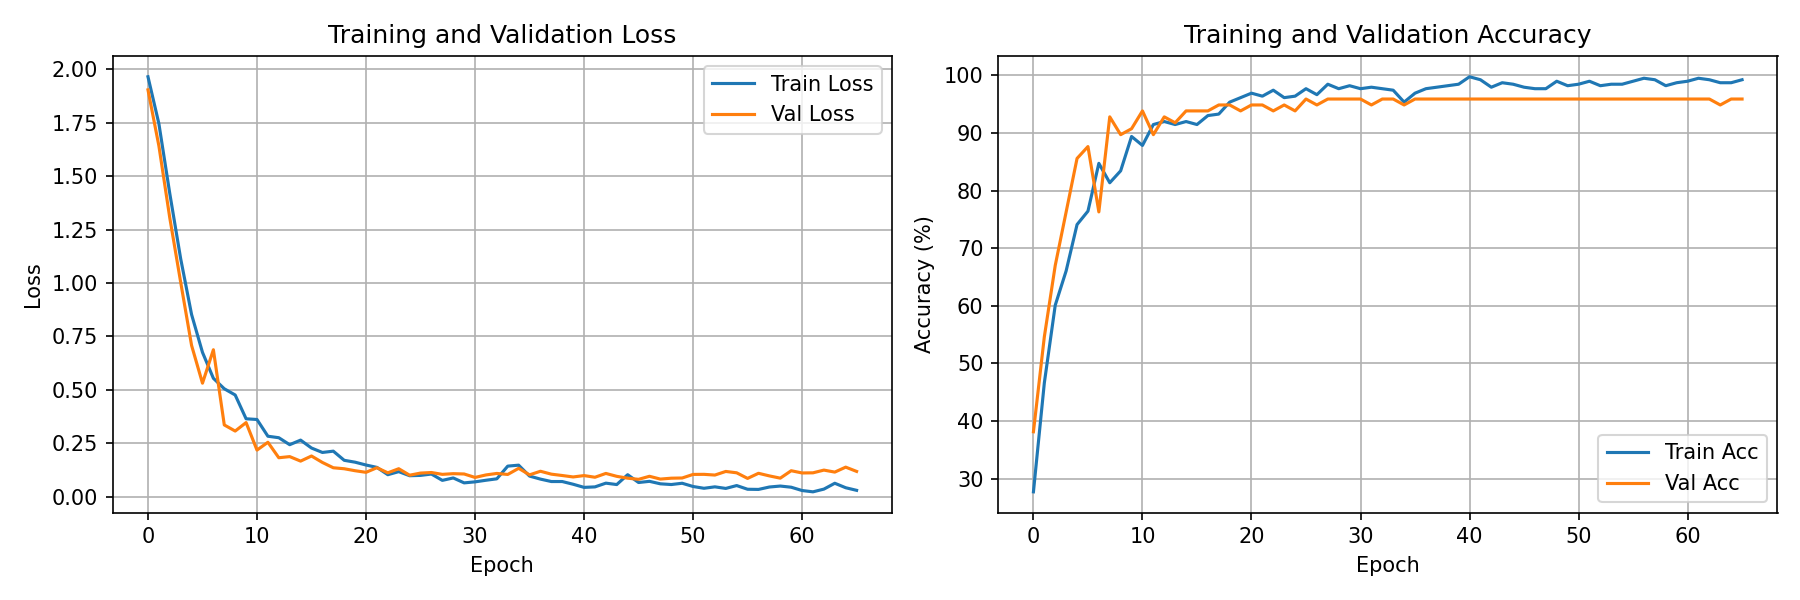 Training and Validation Loss
2.00
1.75
1.50
1.25
1.00
0.75
0.50
0.25
0.00
Loss
0 10 20 30 40 50 60
Epoch
Train Loss
Val Loss
Training and Validation Accuracy
100
90
80
70
60
50
40
30
Accuracy (%)
0 10 20 30 40 50 60
Epoch
Train Acc
Val Acc